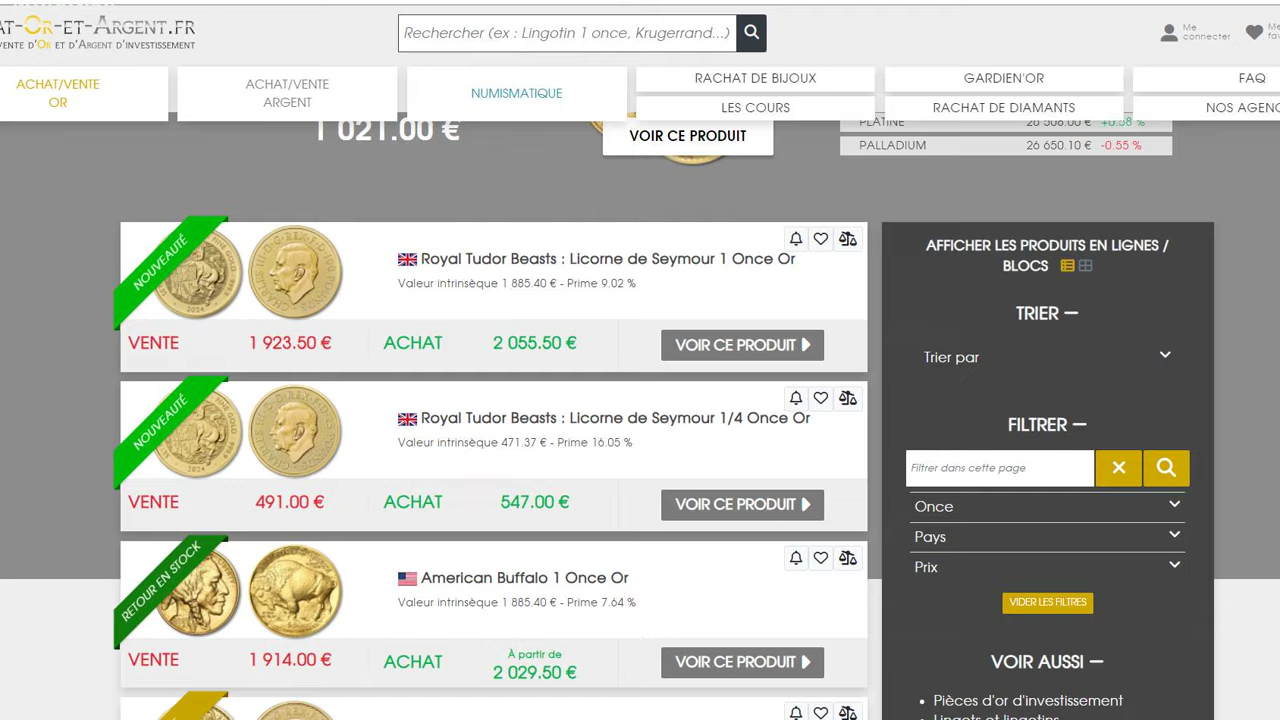 AT-OR-ET-ARGENT.FR
VENTE D'OR ET D'ARGENT D'INVESTISSEMENT
Rechercher (ex : Lingotin 1 once, Krugerrand...)
Me
connecter
ACHAT/VENTE
OR
ACHAT/VENTE
ARGENT
NUMISMATIQUE
RACHAT DE BIJOUX
LES COURS
GARDIEN'OR
RACHAT DE DIAMANTS
FAQ
NOS AGENC
1 021.00 €
VOIR CE PRODUIT
PLATINE 26 508.00 € +0.58 %
PALLADIUM 26 650.10 € -0.55 %
NOUVEAUTÉ
Royal Tudor Beasts : Licorne de Seymour 1 Once Or
Valeur intrinsèque 1 885.40 € - Prime 9.02 %
VENTE 1 923.50 € ACHAT 2 055.50 € VOIR CE PRODUIT
NOUVEAUTÉ
Royal Tudor Beasts : Licorne de Seymour 1/4 Once Or
Valeur intrinsèque 471.37 € - Prime 16.05 %
VENTE 491.00 € ACHAT 547.00 € VOIR CE PRODUIT
RETOUR EN STOCK
American Buffalo 1 Once Or
Valeur intrinsèque 1 885.40 € - Prime 7.64 %
VENTE 1 914.00 € ACHAT À partir de
2 029.50 € VOIR CE PRODUIT
AFFICHER LES PRODUITS EN LIGNES /
BLOCS
TRIER —
Trier par
FILTRER —
Filtrer dans cette page
Once
Pays
Prix
VIDER LES FILTRES
VOIR AUSSI —
• Pièces d'or d'investissement
• Lingots et lingotins